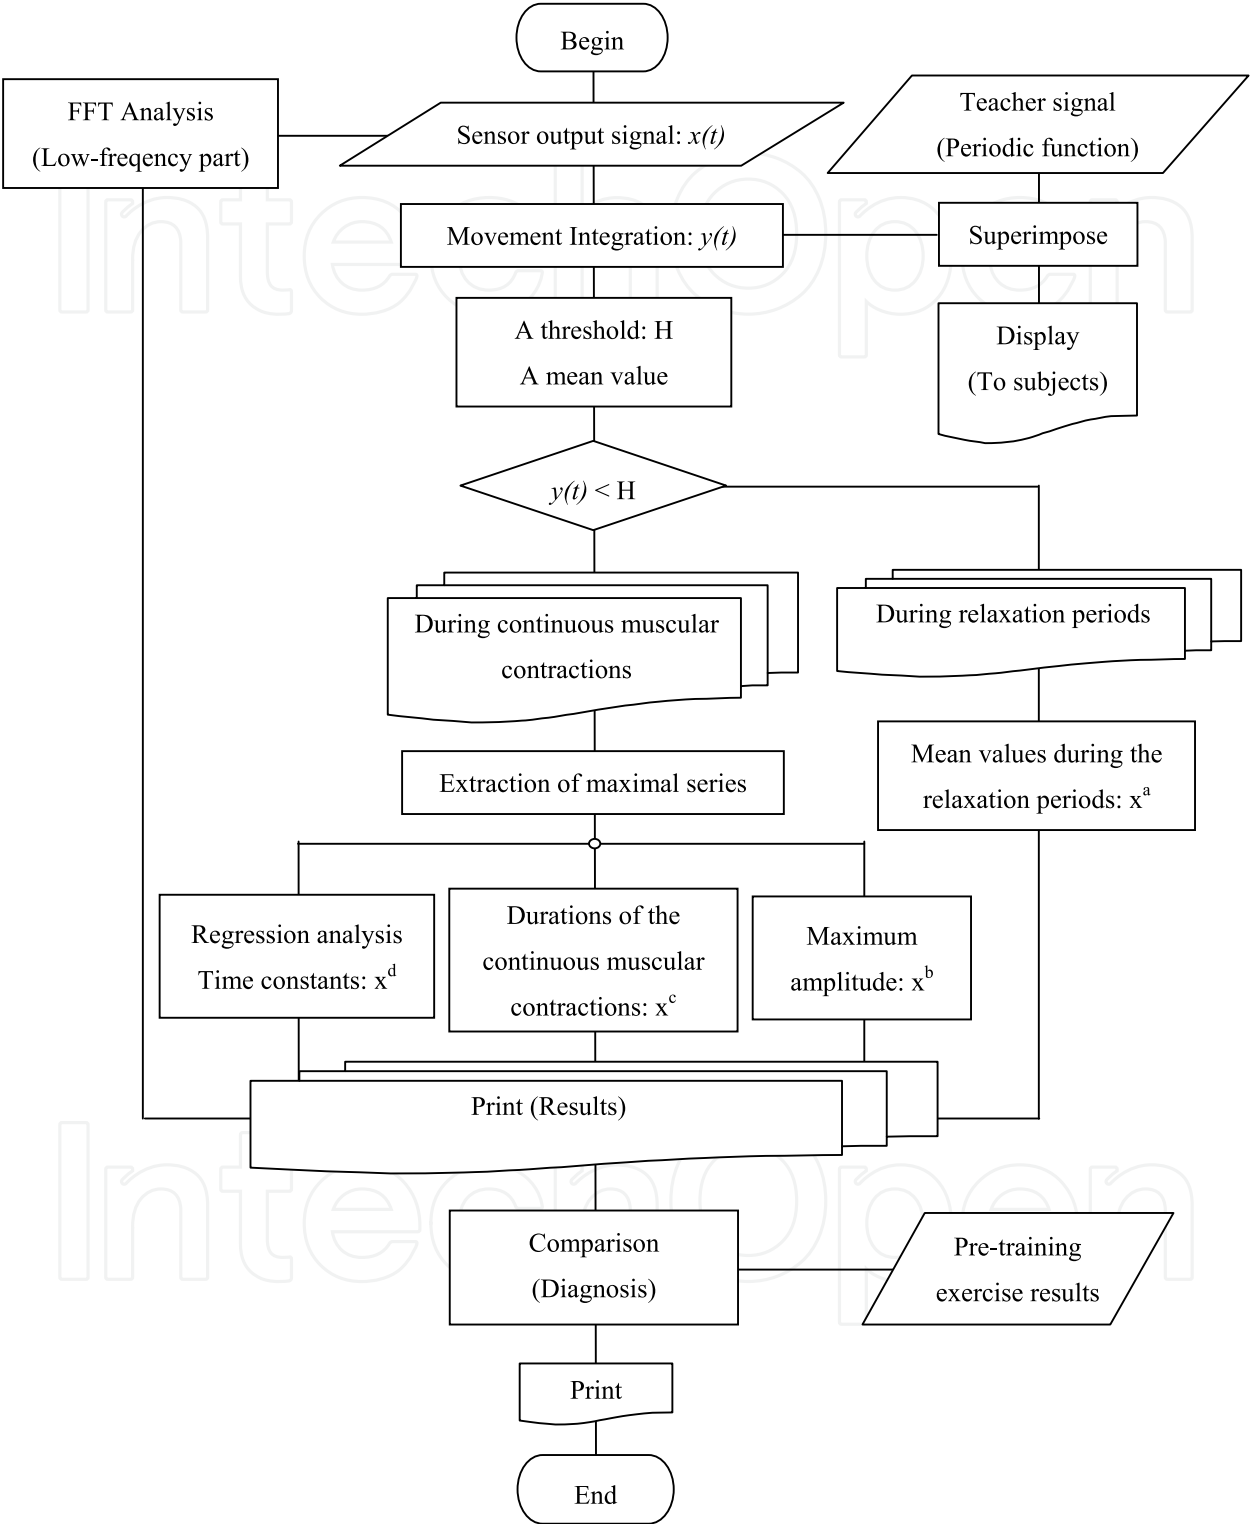 Begin
FFT Analysis
(Low-freqency part)
Sensor output signal: x(t)
Teacher signal
(Periodic function)
Movement Integration: y(t)
Superimpose
A threshold: H
A mean value
Display
(To subjects)
y(t) < H
During continuous muscular
contractions
During relaxation periods
Extraction of maximal series
Mean values during the
relaxation periods: xᵃ
Regression analysis
Time constants: xᵈ
Durations of the
continuous muscular
contractions: xᶜ
Maximum
amplitude: xᵇ
Print (Results)
Comparison
(Diagnosis)
Pre-training
exercise results
Print
End
IntechOpen
IntechOpen